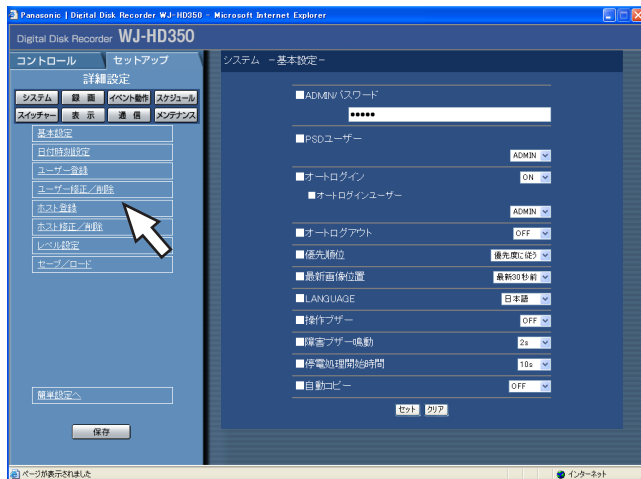 Panasonic | Digital Disk Recorder WJ-HD350 - Microsoft Internet Explorer
Digital Disk Recorder WJ-HD350
コントロール
セットアップ
詳細設定
システム 録画 イベント動作 スケジュール
スイッチャー 表示 通信 メンテナンス
基本設定
日付時刻設定
ユーザー登録
ユーザー修正／削除
ホスト登録
ホスト修正／削除
レベル設定
セーブ／ロード
簡単設定へ
保存
システム －基本設定－
■ADMINパスワード
•••••
■PSDユーザー
ADMIN
■オートログイン ON
■オートログインユーザー
ADMIN
■オートログアウト OFF
■優先順位 優先度に従う
■最新画像位置 最新30秒前
■LANGUAGE 日本語
■操作ブザー OFF
■障害ブザー鳴動 2s
■停電処理開始時間 10s
■自動コピー OFF
セット クリア
ページが表示されました
インターネット